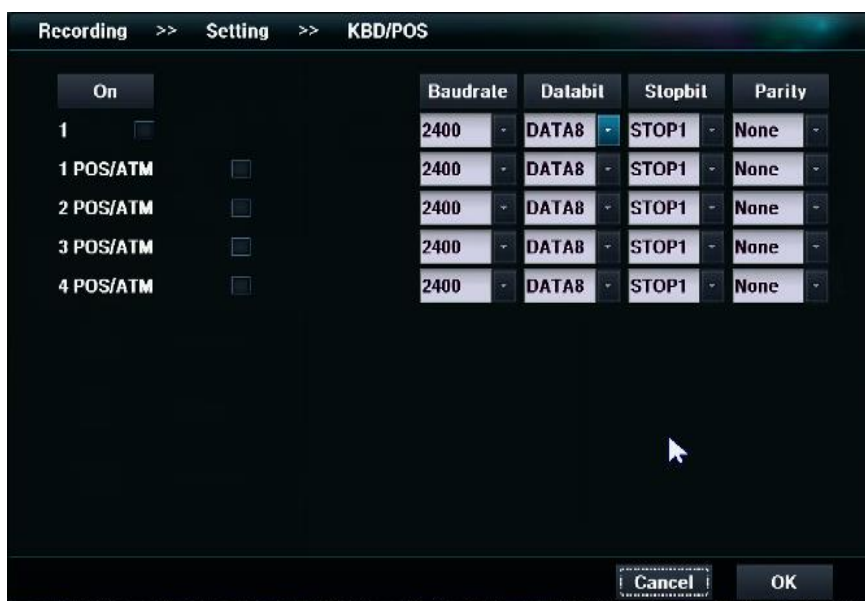 Recording >> Setting >> KBD/POS
On Baudrate Databit Stopbit Parity
1 2400 DATA8 STOP1 None
1 POS/ATM 2400 DATA8 STOP1 None
2 POS/ATM 2400 DATA8 STOP1 None
3 POS/ATM 2400 DATA8 STOP1 None
4 POS/ATM 2400 DATA8 STOP1 None
Cancel OK